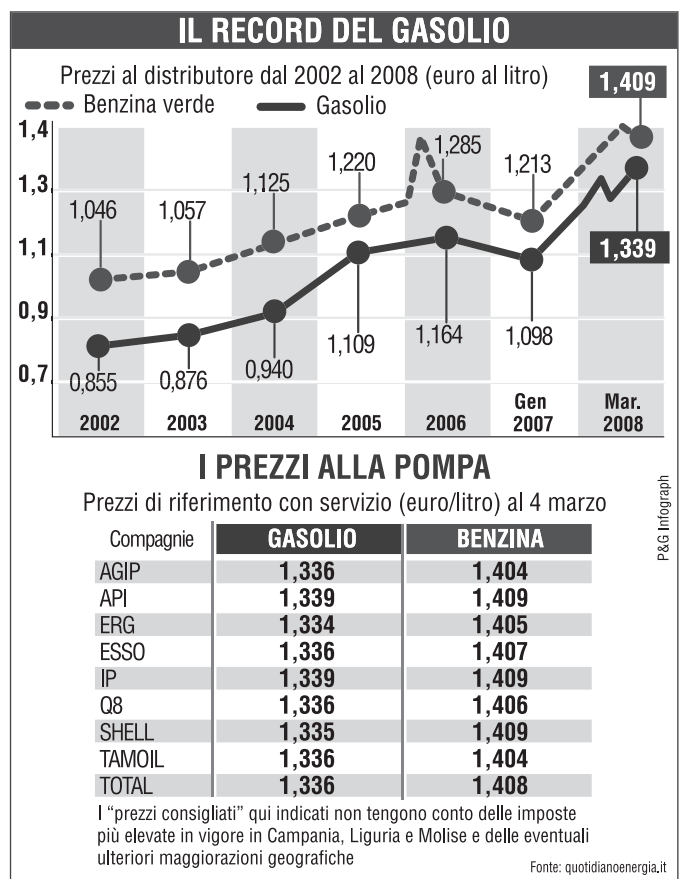 IL RECORD DEL GASOLIO
Prezzi al distributore dal 2002 al 2008 (euro al litro)
Benzina verde Gasolio
1,409
1,4
1,3
1,1
0,9
0,7
1,046
1,057
1,125
1,220
1,285
1,213
1,339
0,855
0,876
0,940
1,109
1,164
1,098
2002 2003 2004 2005 2006 Gen 2007 Mar. 2008
I PREZZI ALLA POMPA
Prezzi di riferimento con servizio (euro/litro) al 4 marzo
Compagnie GASOLIO BENZINA
AGIP 1,336 1,404
API 1,339 1,409
ERG 1,334 1,405
ESSO 1,336 1,407
IP 1,339 1,409
Q8 1,336 1,406
SHELL 1,335 1,409
TAMOIL 1,336 1,404
TOTAL 1,336 1,408
I “prezzi consigliati” qui indicati non tengono conto delle imposte
più elevate in vigore in Campania, Liguria e Molise e delle eventuali
ulteriori maggiorazioni geografiche
Fonte: quotidianoenergia.it
P&G Infograph